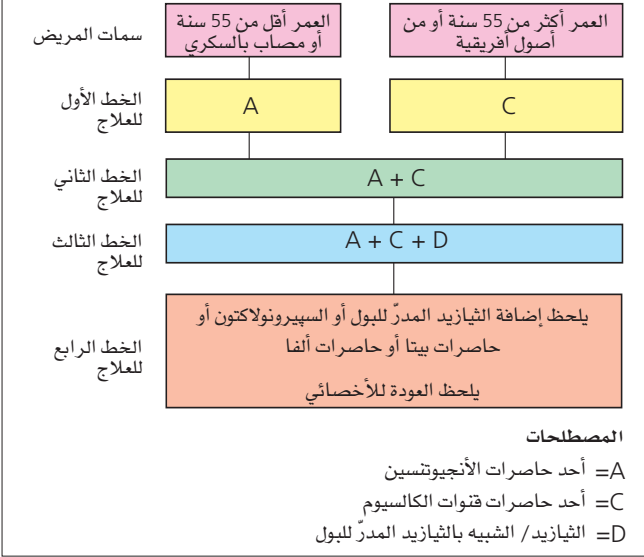 سمات المريض
العمر أكثر من 55 سنة أو من
أصول أفريقية
العمر أقل من 55 سنة
أو مصاب بالسكري
الخط الأول
للعلاج
C
A
الخط الثاني
للعلاج
A + C
الخط الثالث
للعلاج
A + C + D
الخط الرابع
للعلاج
يلحظ إضافة الثيازيد المدرّ للبول أو السپيرونولاكتون أو
حاصرات بيتا أو حاصرات ألفا
يلحظ العودة للأخصائي
المصطلحات
A= أحد حاصرات الأنجيوتنسين
C= أحد حاصرات قنوات الكالسيوم
D= الثيازيد/ الشبيه بالثيازيد المدرّ للبول